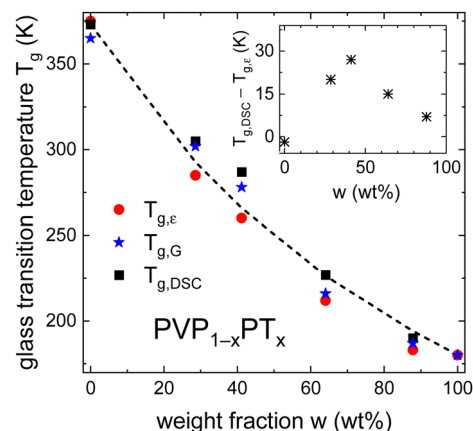 glass transition temperature T_g (K)
350
300
250
200
0
20
40
60
80
100
weight fraction w (wt%)
T_g,ε
T_g,G
T_g,DSC
PVP_1–xPT_x
T_g,DSC – T_g,ε (K)
30
15
0
0
50
100
w (wt%)